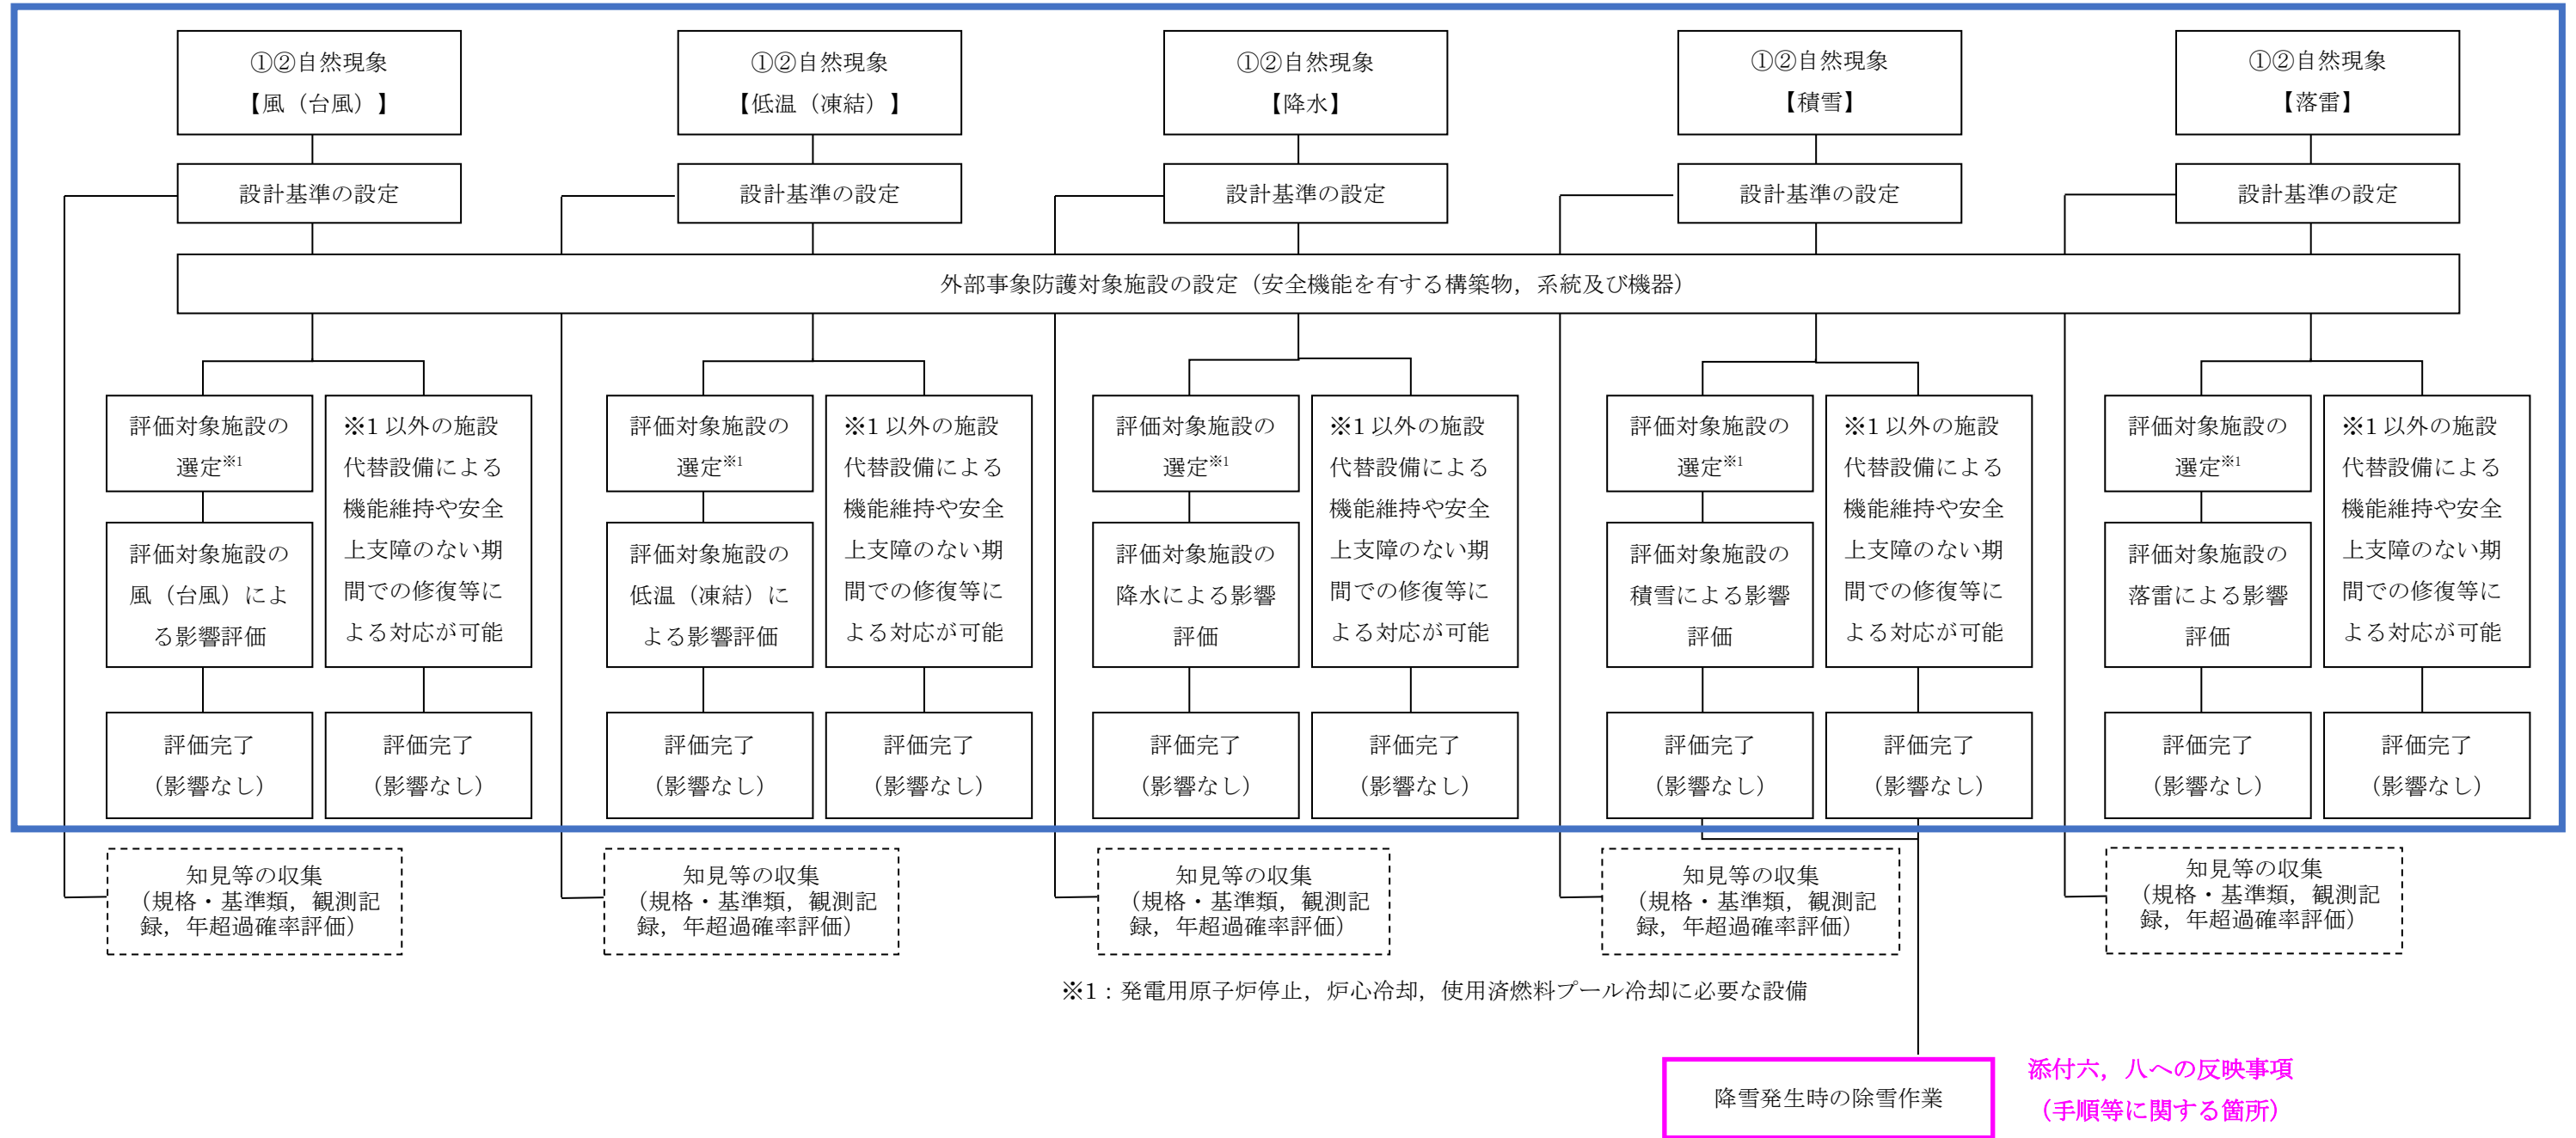 ①②自然現象
【風（台風）】
①②自然現象
【低温（凍結）】
①②自然現象
【降水】
①②自然現象
【積雪】
①②自然現象
【落雷】
設計基準の設定
設計基準の設定
設計基準の設定
設計基準の設定
設計基準の設定
外部事象防護対象施設の設定（安全機能を有する構築物，系統及び機器）
評価対象施設の
選定※1
※1 以外の施設
代替設備による
機能維持や安全
上支障のない期
間での修復等に
よる対応が可能
評価対象施設の
選定※1
※1 以外の施設
代替設備による
機能維持や安全
上支障のない期
間での修復等に
よる対応が可能
評価対象施設の
選定※1
※1 以外の施設
代替設備による
機能維持や安全
上支障のない期
間での修復等に
よる対応が可能
評価対象施設の
選定※1
※1 以外の施設
代替設備による
機能維持や安全
上支障のない期
間での修復等に
よる対応が可能
評価対象施設の
選定※1
※1 以外の施設
代替設備による
機能維持や安全
上支障のない期
間での修復等に
よる対応が可能
評価対象施設の
風（台風）によ
る影響評価
評価対象施設の
低温（凍結）に
よる影響評価
評価対象施設の
降水による影響
評価
評価対象施設の
積雪による影響
評価
評価対象施設の
落雷による影響
評価
評価完了
（影響なし）
評価完了
（影響なし）
評価完了
（影響なし）
評価完了
（影響なし）
評価完了
（影響なし）
評価完了
（影響なし）
評価完了
（影響なし）
評価完了
（影響なし）
評価完了
（影響なし）
評価完了
（影響なし）
知見等の収集
（規格・基準類，観測記
録，年超過確率評価）
知見等の収集
（規格・基準類，観測記
録，年超過確率評価）
知見等の収集
（規格・基準類，観測記
録，年超過確率評価）
知見等の収集
（規格・基準類，観測記
録，年超過確率評価）
知見等の収集
（規格・基準類，観測記
録，年超過確率評価）
※1：発電用原子炉停止，炉心冷却，使用済燃料プール冷却に必要な設備
降雪発生時の除雪作業
添付六，八への反映事項
（手順等に関する箇所）